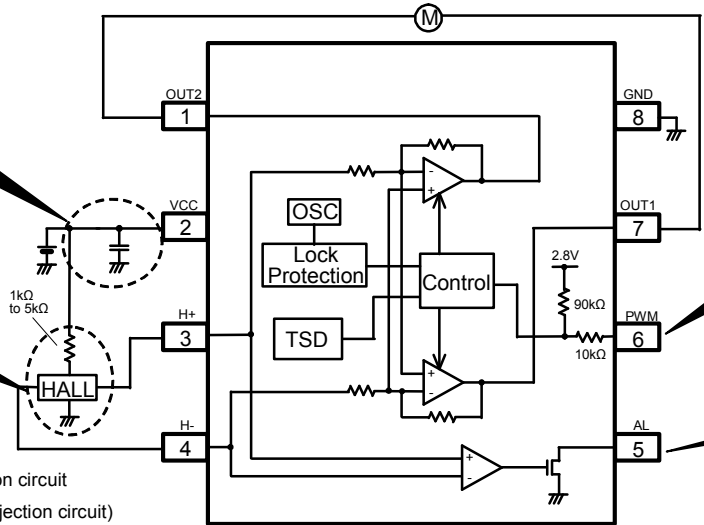 M
OUT2
1
GND
8
VCC
2
OUT1
7
OSC
Lock
Protection
Control
2.8V
90kΩ
PWM
6
10kΩ
1kΩ
to 5kΩ
H+
3
TSD
HALL
H-
4
AL
5
-
+
+
-
+
-
on circuit
jection circuit)